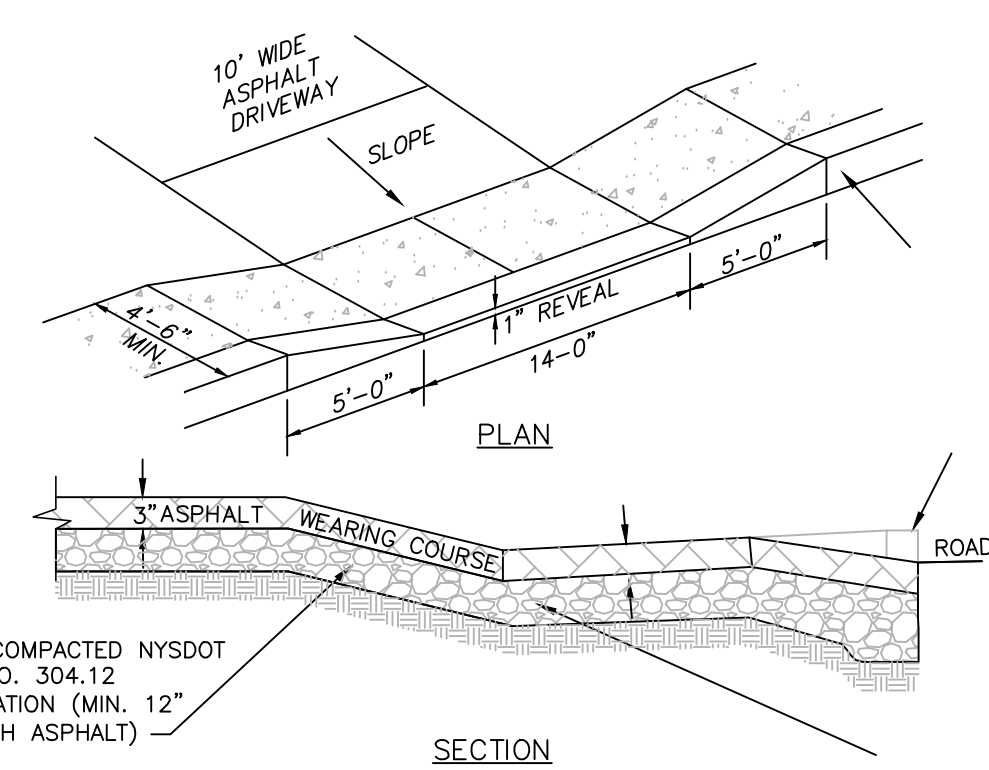 10' WIDE
ASPHALT
DRIVEWAY
SLOPE
4'-6"
MIN.
5'-0"
1" REVEAL
14-0"
5'-0"
PLAN
3" ASPHALT WEARING COURSE
ROAD
COMPACTED NYSDOT
O. 304.12
ATION (MIN. 12"
H ASPHALT)
SECTION